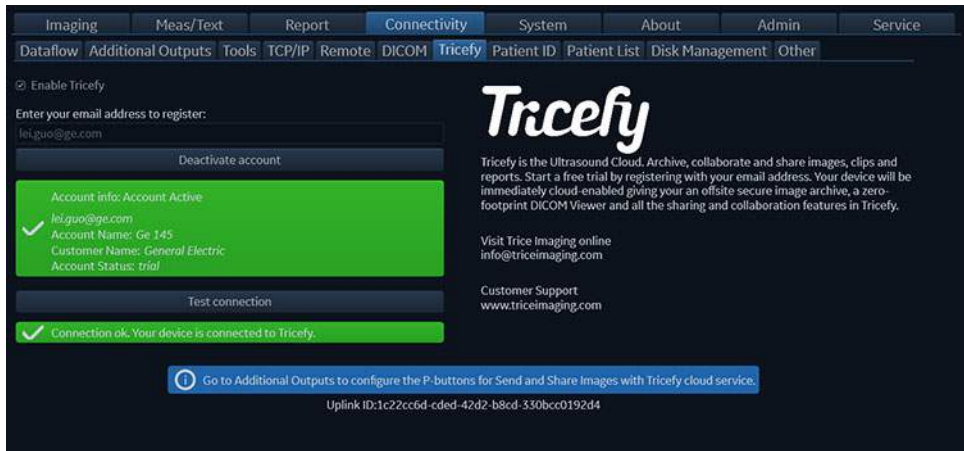 Imaging Meas/Text Report Connectivity System About Admin Service
Dataflow Additional Outputs Tools TCP/IP Remote DICOM Tricefy Patient ID Patient List Disk Management Other
Enable Tricefy
Enter your email address to register:
lei.guo@ge.com
Deactivate account
Account info: Account Active
lei.guo@ge.com
Account Name: Ge 145
Customer Name: General Electric
Account Status: trial
Test connection
Connection ok. Your device is connected to Tricefy.
Tricefy
Tricefy is the Ultrasound Cloud. Archive, collaborate and share images, clips and
reports. Start a free trial by registering with your email address. Your device will be
immediately cloud-enabled giving your an offsite secure image archive, a zero-
footprint DICOM Viewer and all the sharing and collaboration features in Tricefy.
Visit Trice Imaging online
info@triceimaging.com
Customer Support
www.triceimaging.com
Go to Additional Outputs to configure the P-buttons for Send and Share Images with Tricefy cloud service.
Uplink ID:1c22cc6d-cded-42d2-b8cd-330bcc0192d4